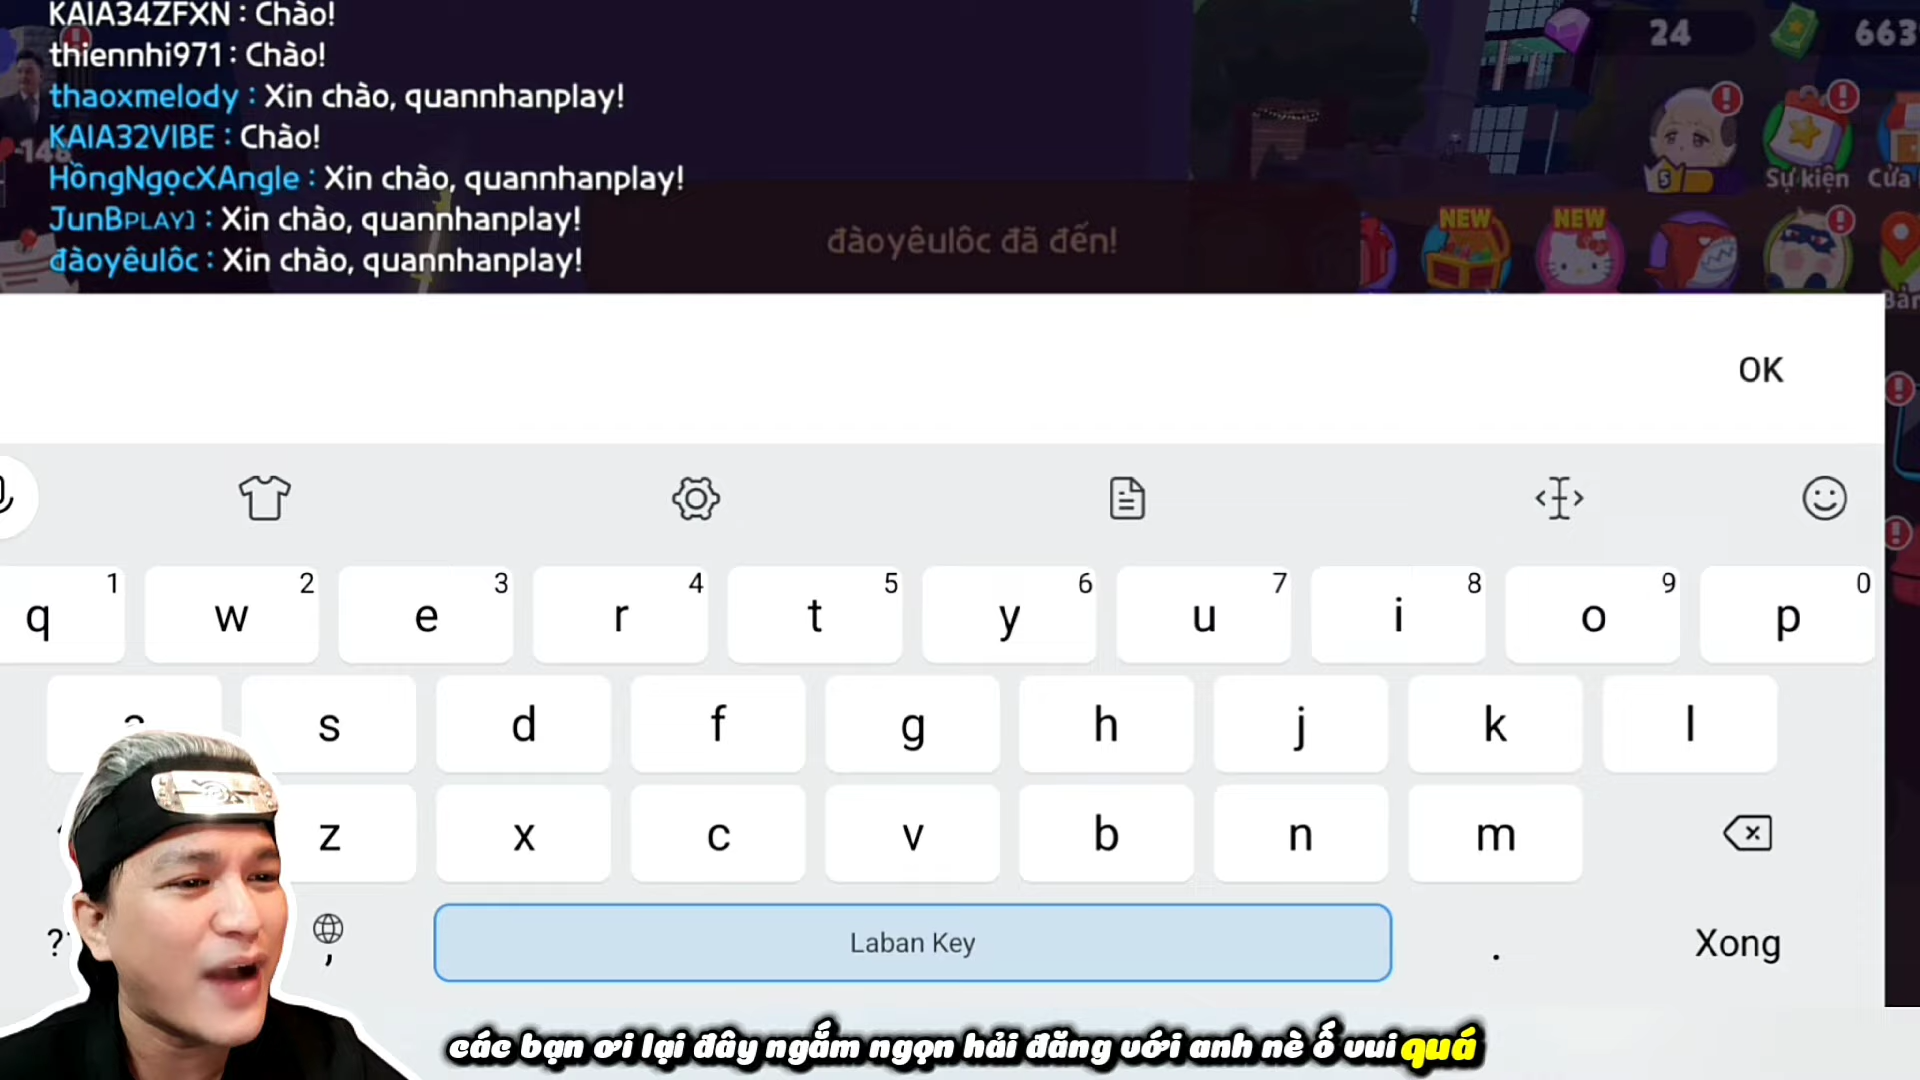 KAIA34ZFXN : Chào!
thiennhi971 : Chào!
thaoxmelody : Xin chào, quannhanplay!
KAIA32VIBE : Chào!
-148
HồngNgọcXAngle : Xin chào, quannhanplay!
JunBPLAY] : Xin chào, quannhanplay!
đàoyêulôc : Xin chào, quannhanplay!
đàoyêulôc đã đến!
24
663
5
Sự kiện
Cửa
NEW
NEW
Bản
OK
q 1 w 2 e 3 r 4 t 5 y 6 u 7 i 8 o 9 p 0
s d f g h j k l
z x c v b n m
?
,
Laban Key
.
Xong
các bạn ơi lại đây ngắm ngọn hải đăng với anh nè ố vui quá